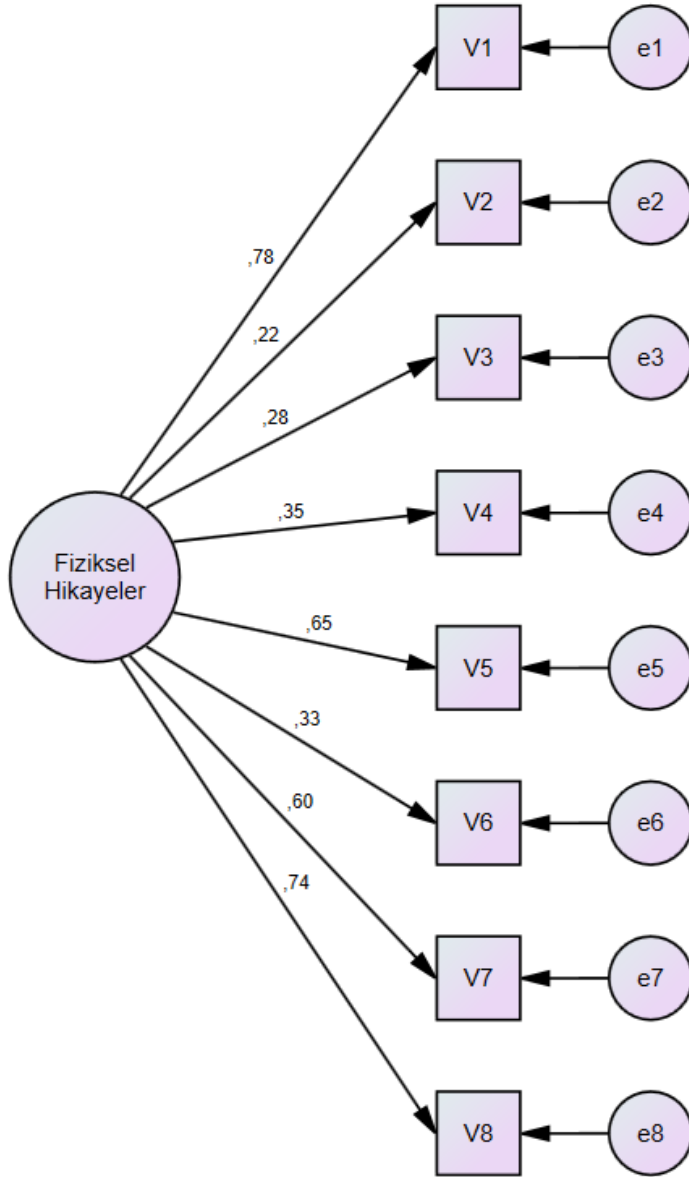 V1
e1
V2
e2
,78
,22
V3
e3
,28
V4
e4
,35
Fiziksel
Hikayeler
,65
V5
e5
,33
V6
e6
,60
,74
V7
e7
V8
e8